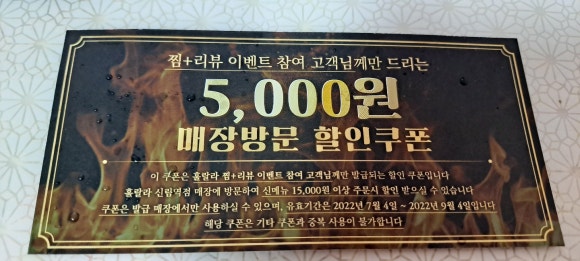 찜+리뷰 이벤트 참여 고객님께만 드리는
5,000원
매장방문 할인쿠폰
이 쿠폰은 훌랄라 찜+리뷰 이벤트 참여 고객님께만 발급되는 할인 쿠폰입니다
훌랄라 신림역점 매장에 방문하여 신메뉴 15,000원 이상 주문시 할인 받으실 수 있습니다
쿠폰은 발급 매장에서만 사용하실 수 있으며, 유효기간은 2022년 7월 4일 ~ 2022년 9월 4일입니다
해당 쿠폰은 기타 쿠폰과 중복 사용이 불가합니다